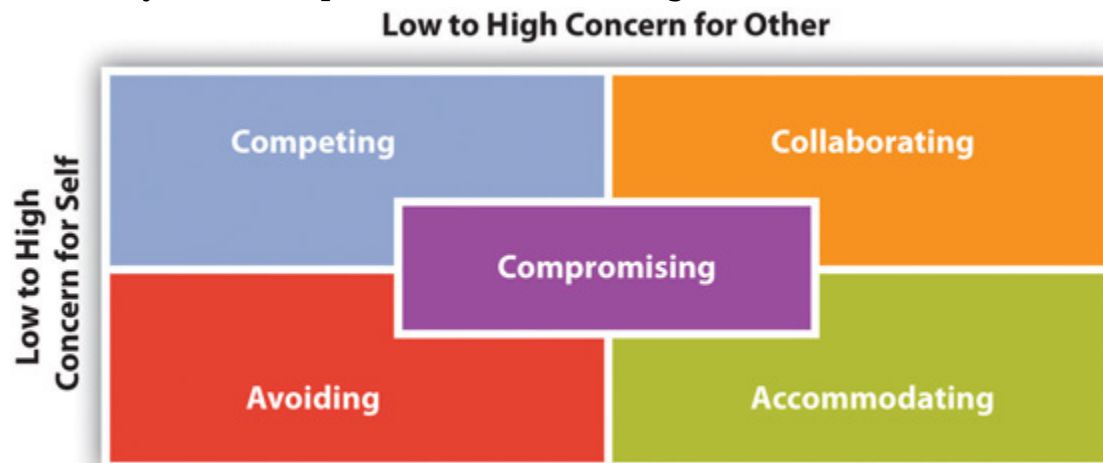 Low to High Concern for Other
Competing
Collaborating
Low to High
Concern for Self
Compromising
Avoiding
Accommodating